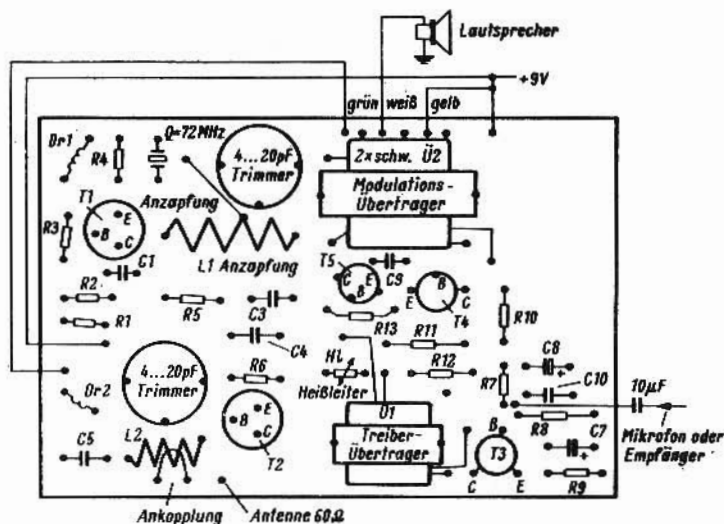 Lautsprecher
+9V
grün weiß gelb
Dr1
R4
Q=72MHz
4...20pF
Trimmer
2×schw. Ü2
Modulations-
Übertrager
T1
E
B
C
R3
Anzapfung
L1 Anzapfung
C1
T5
C
E
B
C9
B
E
C
T4
R2
R5
C3
R13
R11
R10
R1
C4
4...20pF
Trimmer
R6
Hl
Heißleiter
R12
R7
C8
+
C10
10µF
Dr2
E
B
C
T2
Ü1
Treiber-
Übertrager
R8
C7
+
Mikrofon oder
Empfänger
C5
L2
B
T3
C
E
R9
Ankopplung
Antenne 60Ω